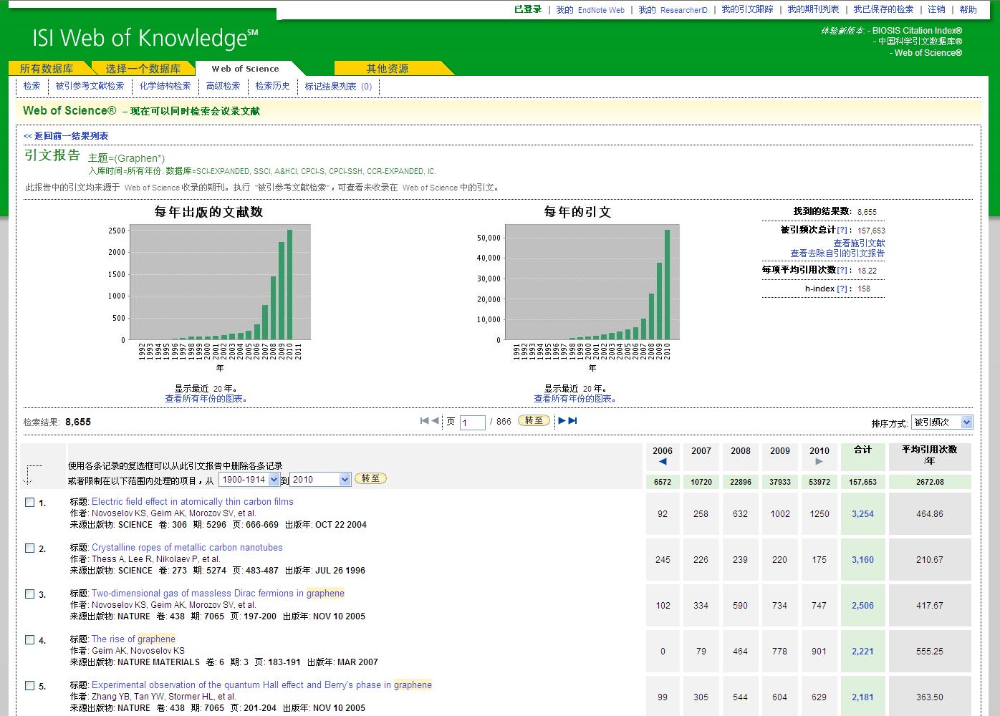 已登录 | 我的 EndNote Web | 我的 ResearcherID | 我的引文跟踪 | 我的期刊列表 | 我已保存的检索 | 注销 | 帮助
ISI Web of Knowledge℠
体验新版本: - BIOSIS Citation Index®
- 中国科学引文数据库®
- Web of Science®
所有数据库 选择一个数据库 Web of Science 其他资源
检索 被引参考文献检索 化学结构检索 高级检索 检索历史 标记结果列表 (0)
Web of Science® – 现在可以同时检索会议录文献
<< 返回前一结果列表
引文报告 主题=(Graphen*)
入库时间=所有年份. 数据库=SCI-EXPANDED, SSCI, A&HCI, CPCI-S, CPCI-SSH, CCR-EXPANDED, IC.
此报告中的引文均来源于 Web of Science 收录的期刊。执行 "被引参考文献检索"，可查看未收录在 Web of Science 中的引文。
每年出版的文献数
2500
2000
1500
1000
500
0
1992 1993 1994 1995 1996 1997 1998 1999 2000 2001 2002 2003 2004 2005 2006 2007 2008 2009 2010 2011
年
显示最近 20 年。
查看所有年份的图表。
每年的引文
50,000
40,000
30,000
20,000
10,000
0
1991 1992 1993 1994 1995 1996 1997 1998 1999 2000 2001 2002 2003 2004 2005 2006 2007 2008 2009 2010
年
显示最近 20 年。
查看所有年份的图表。
找到的结果数: 8,655
被引频次总计 [?] : 157,653
查看施引文献
查看去除自引的引文报告
每项平均引用次数 [?] : 18.22
h-index [?] : 158
检索结果: 8,655
页 1 / 866 转至
排序方式: 被引频次
使用各条记录的复选框可以从此引文报告中删除各条记录
或者限制在以下范围内处理的项目，从 1900-1914 到 2010 转至
2006 2007 2008 2009 2010 合计 平均引用次数
/年
6572 10720 22896 37933 53972 157,653 2672.08
1. 标题: Electric field effect in atomically thin carbon films
作者: Novoselov KS, Geim AK, Morozov SV, et al.
来源出版物: SCIENCE 卷: 306 期: 5296 页: 666-669 出版年: OCT 22 2004
92 258 632 1002 1250 3,254 464.86
2. 标题: Crystalline ropes of metallic carbon nanotubes
作者: Thess A, Lee R, Nikolaev P, et al.
来源出版物: SCIENCE 卷: 273 期: 5274 页: 483-487 出版年: JUL 26 1996
245 226 239 220 175 3,160 210.67
3. 标题: Two-dimensional gas of massless Dirac fermions in graphene
作者: Novoselov KS, Geim AK, Morozov SV, et al.
来源出版物: NATURE 卷: 438 期: 7065 页: 197-200 出版年: NOV 10 2005
102 334 590 734 747 2,506 417.67
4. 标题: The rise of graphene
作者: Geim AK, Novoselov KS
来源出版物: NATURE MATERIALS 卷: 6 期: 3 页: 183-191 出版年: MAR 2007
0 79 464 778 901 2,221 555.25
5. 标题: Experimental observation of the quantum Hall effect and Berry's phase in graphene
作者: Zhang YB, Tan YW, Stormer HL, et al.
来源出版物: NATURE 卷: 438 期: 7065 页: 201-204 出版年: NOV 10 2005
99 305 544 604 629 2,181 363.50